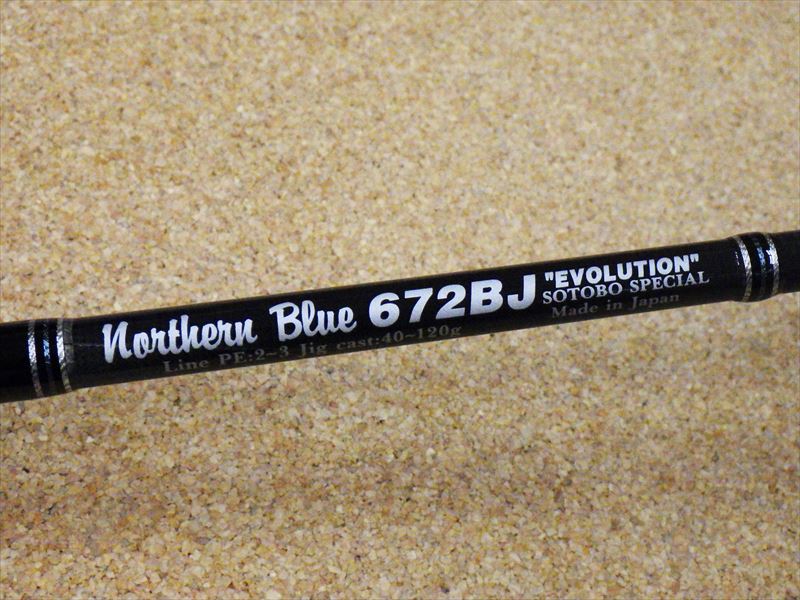 Northern Blue 672BJ "EVOLUTION"
SOTOBO SPECIAL
Line PE:2~3 Jig cast:40~120g
Made in Japan